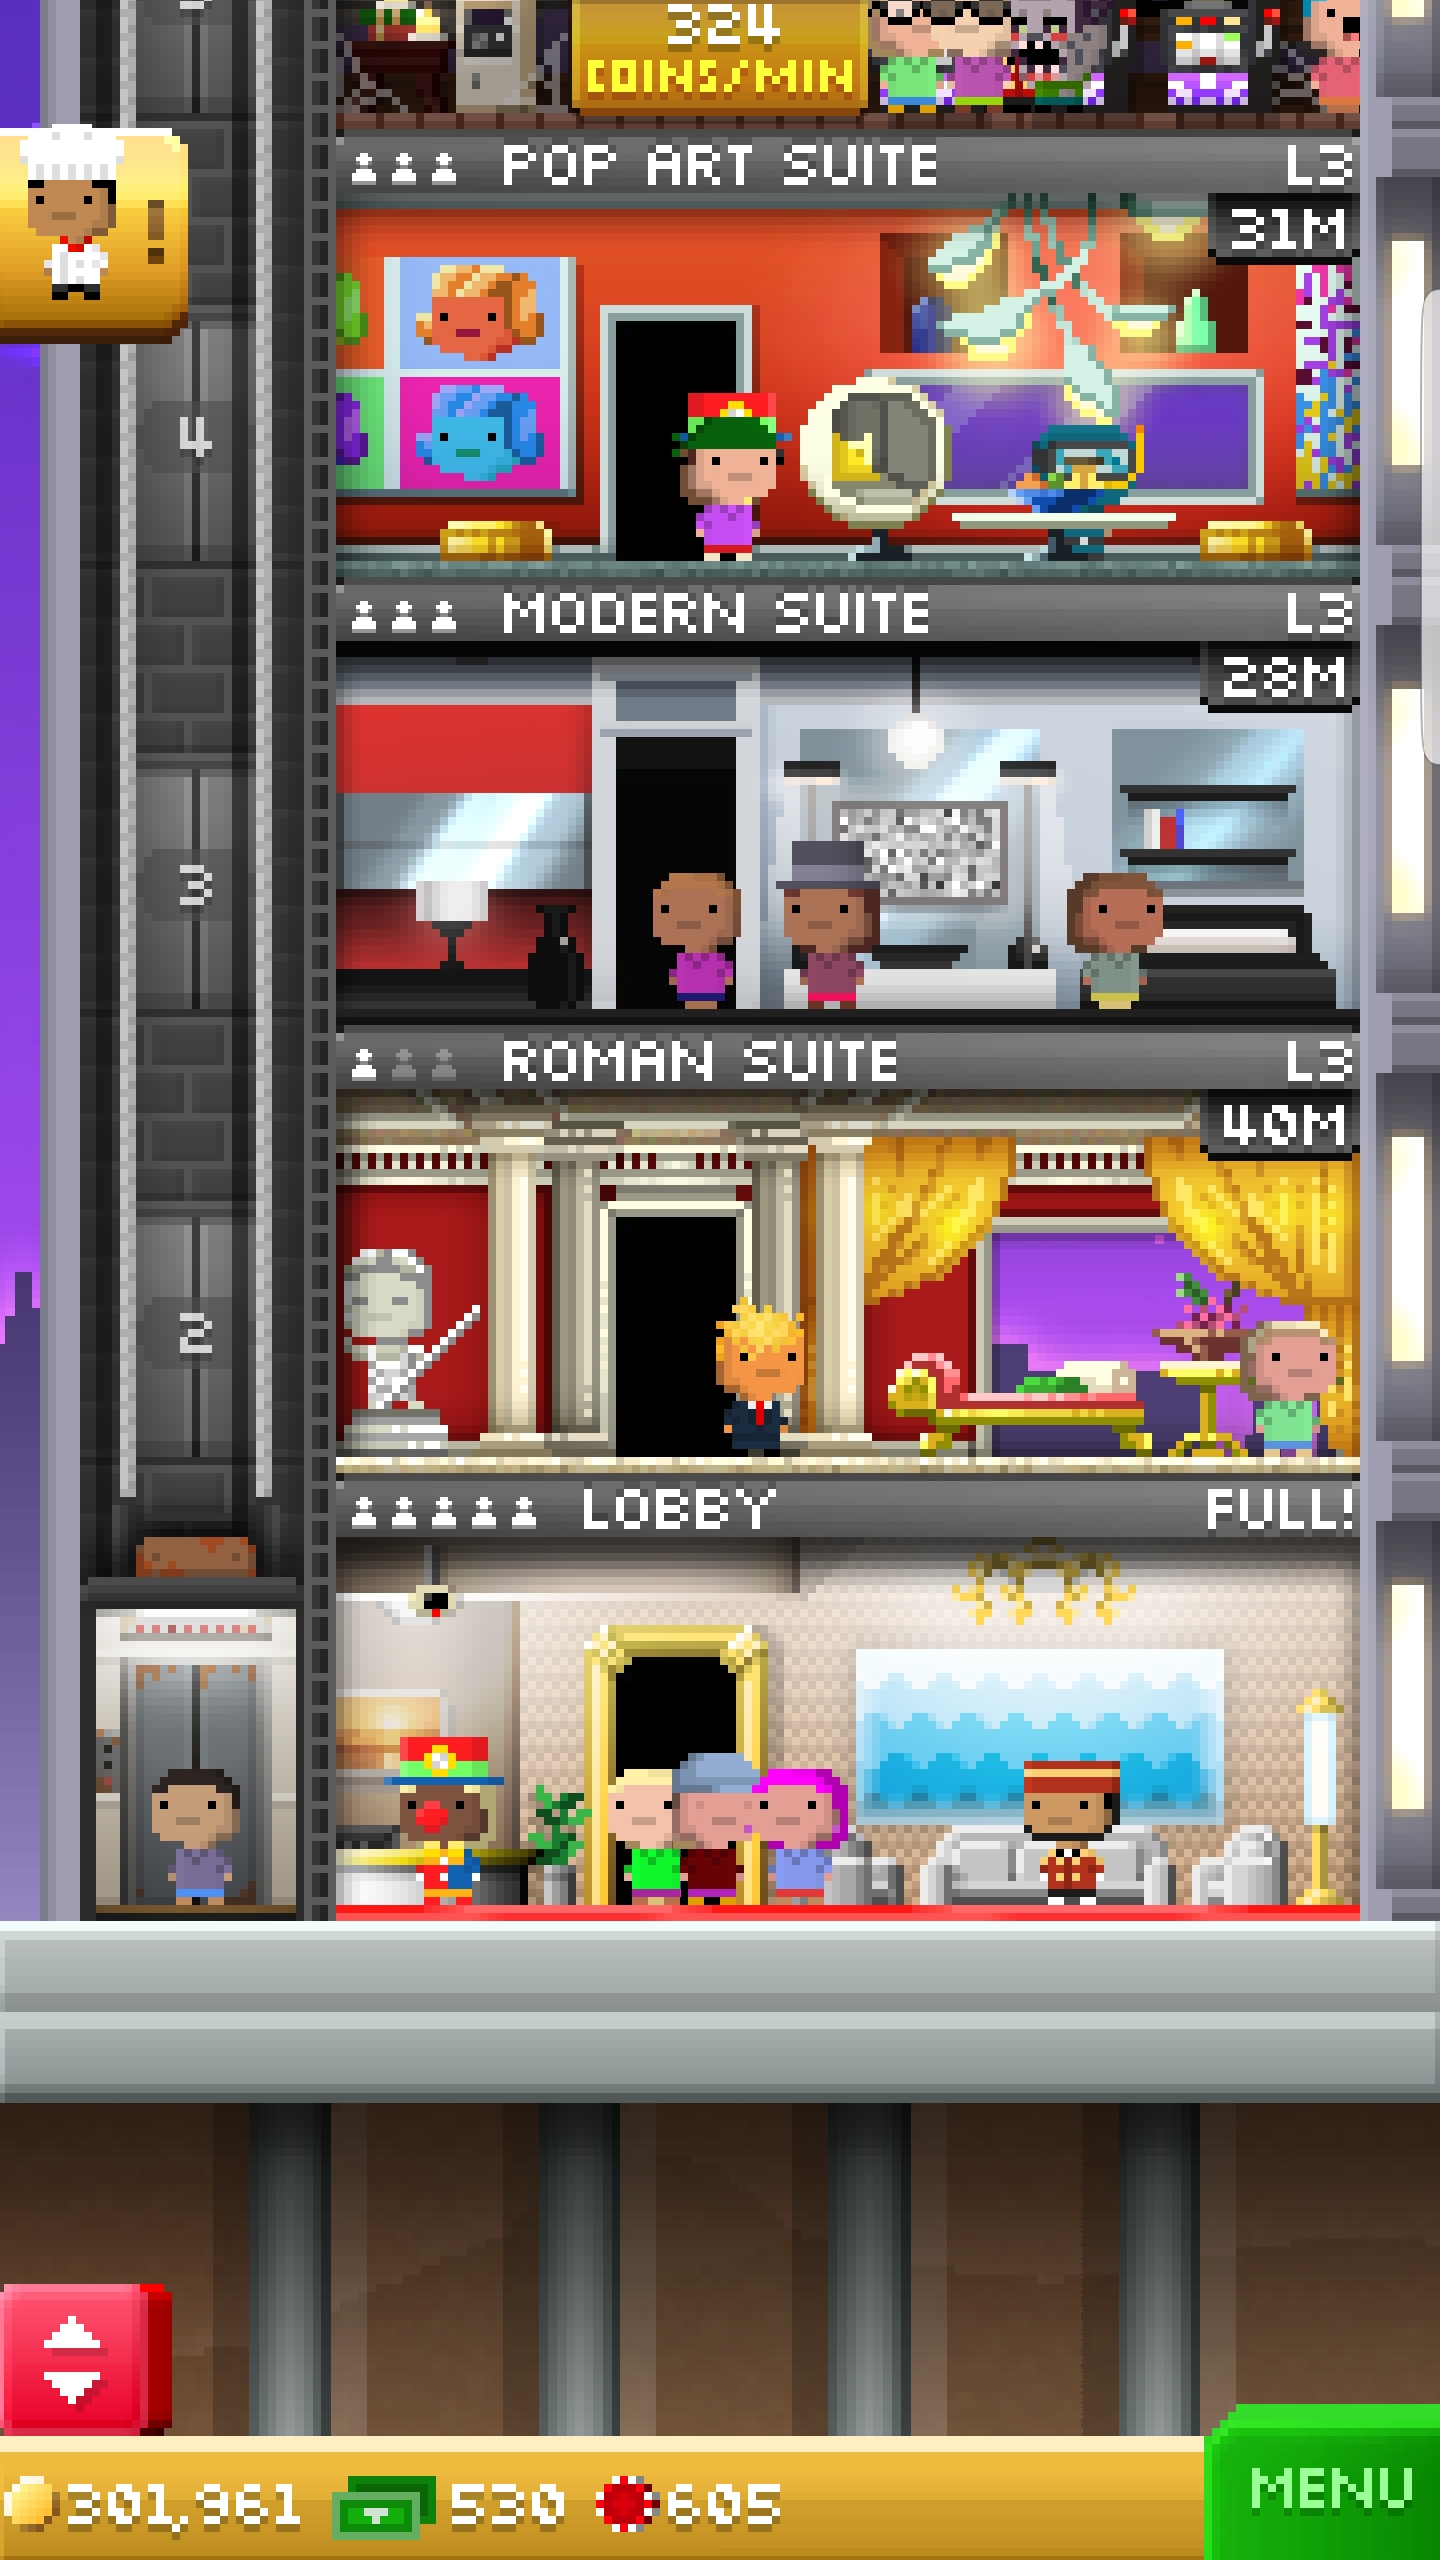 324
COINS/MIN
POP ART SUITE L3
31M
!
4
MODERN SUITE L3
28M
3
ROMAN SUITE L3
40M
2
LOBBY FULL!
301,961 530 605
MENU